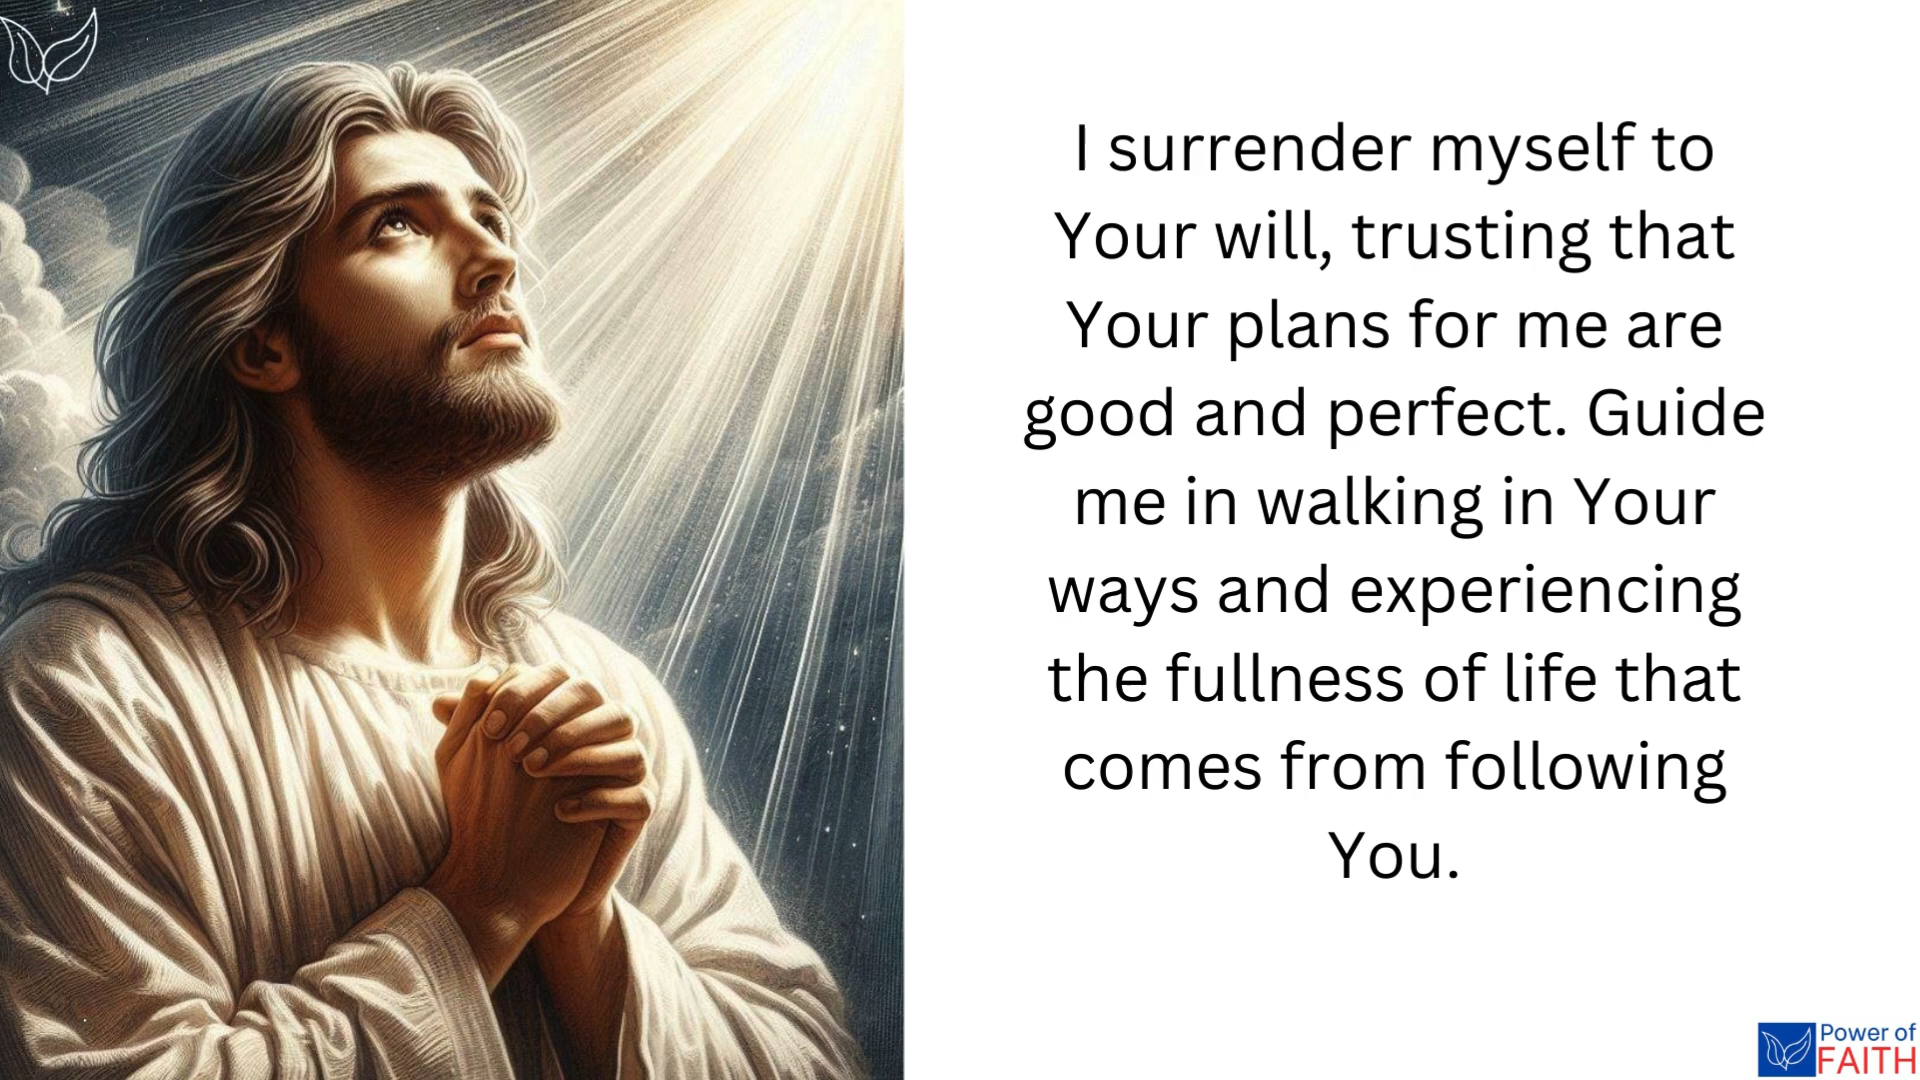 I surrender myself to
Your will, trusting that
Your plans for me are
good and perfect. Guide
me in walking in Your
ways and experiencing
the fullness of life that
comes from following
You.
Power of
FAITH